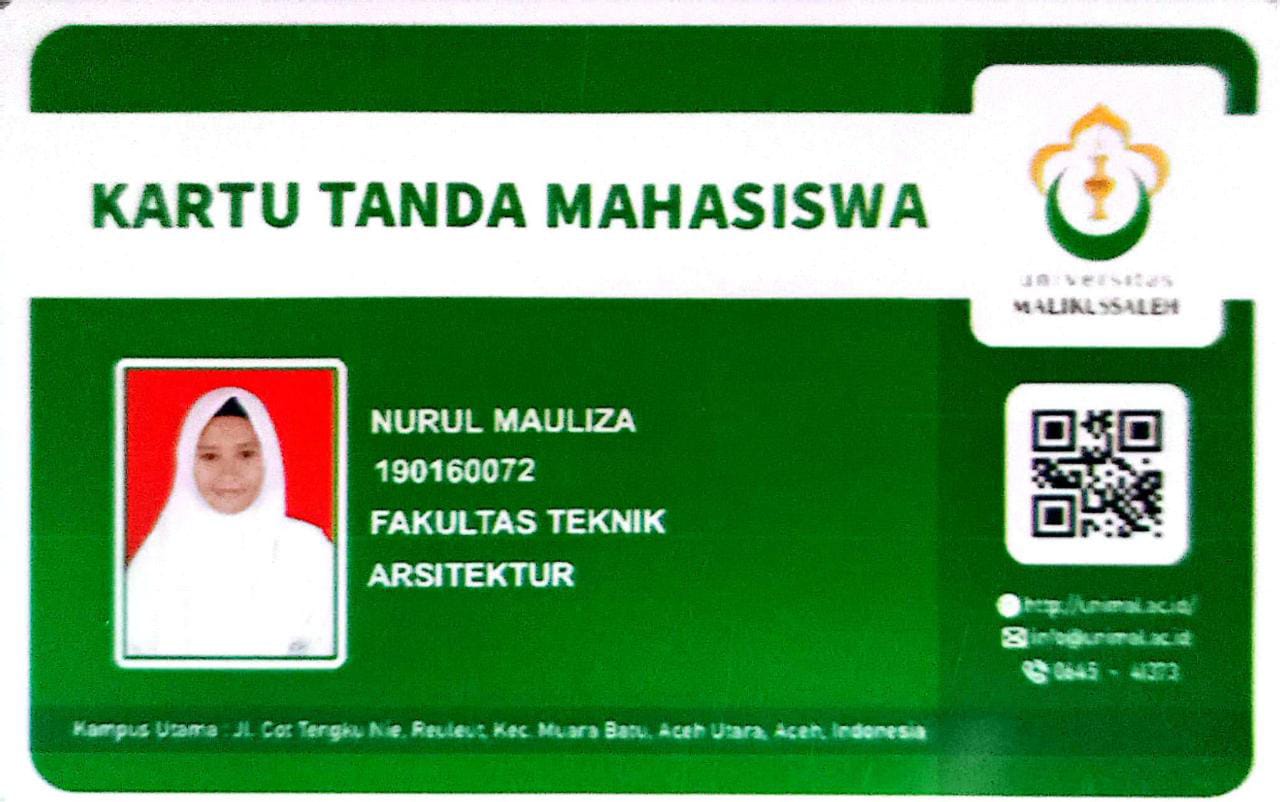 KARTU TANDA MAHASISWA
universitas
MALIKUSSALEH
NURUL MAULIZA
190160072
FAKULTAS TEKNIK
ARSITEKTUR
http://unimal.ac.id/
info@unimal.ac.id
0645 - 41373
Kampus Utama : Jl. Cot Tengku Nie, Reuleut, Kec. Muara Batu, Aceh Utara, Aceh, Indonesia